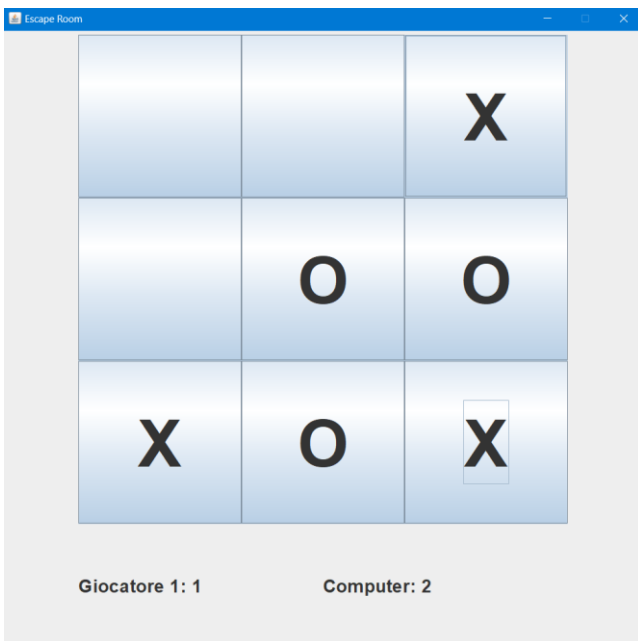 Escape Room
X
O O
X O X
Giocatore 1: 1 Computer: 2